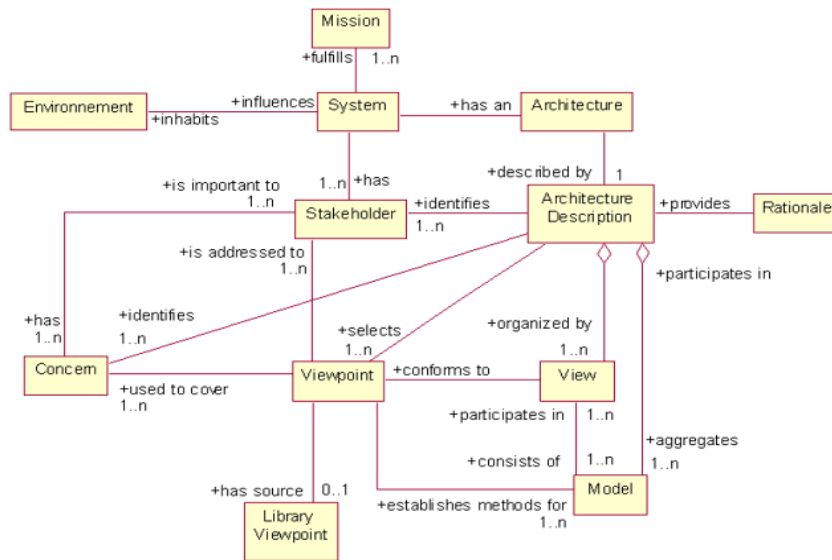 Mission
+fulfills 1..n
Environnement
+influences
+inhabits
System
+has an
Architecture
+is important to
1..n
1..n
+has
+described by
1
Stakeholder
+identifies
1..n
Architecture
Description
+provides
Rationale
+is addressed to
1..n
+participates in
+has
1..n
+identifies
1..n
+selects
1..n
+organized by
1..n
Concern
+used to cover
1..n
Viewpoint
+conforms to
View
+participates in
1..n
+consists of
1..n
+aggregates
1..n
+has source
0..1
+establishes methods for
1..n
Model
Library
Viewpoint